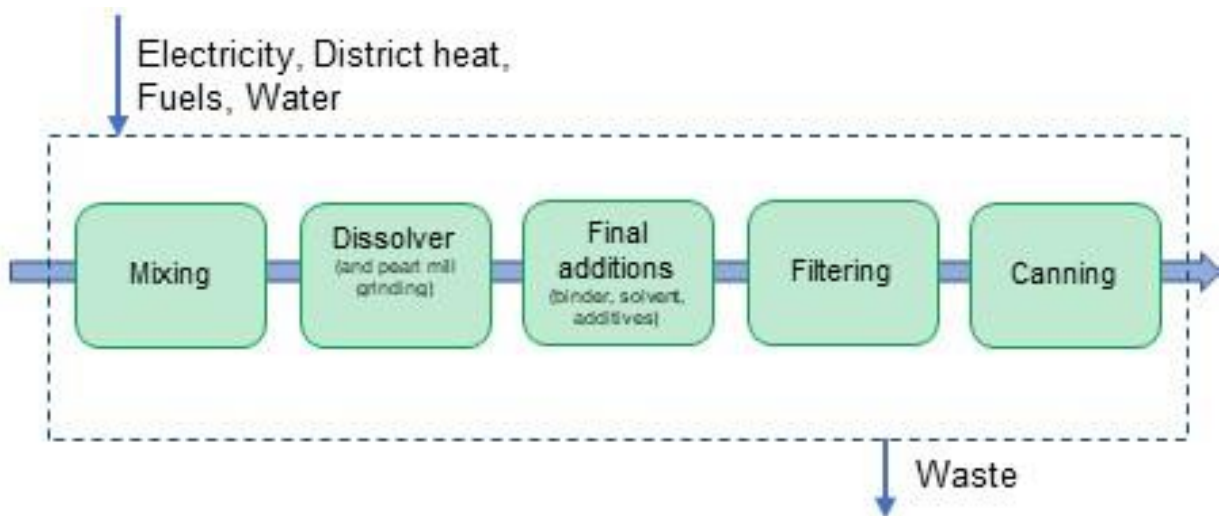 Electricity, District heat,
Fuels, Water
Mixing
Dissolver
(and pearl mill
grinding)
Final
additions
(binder, solvent,
additives)
Filtering
Canning
Waste